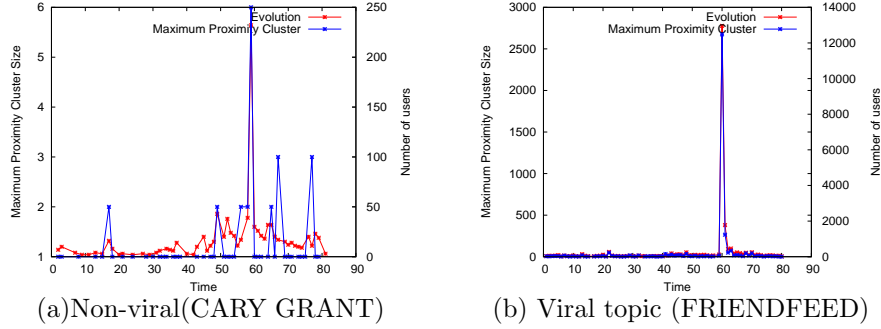 Evolution
Maximum Proximity Cluster
Maximum Proximity Cluster Size
6
5
4
3
2
1
250
200
150
100
50
0
Number of users
0 10 20 30 40 50 60 70 80 90
Time
(a)Non-viral(CARY GRANT)
Evolution
Maximum Proximity Cluster
Maximum Proximity Cluster Size
3000
2500
2000
1500
1000
500
0
14000
12000
10000
8000
6000
4000
2000
0
Number of users
0 10 20 30 40 50 60 70 80 90
Time
(b) Viral topic (FRIENDFEED)